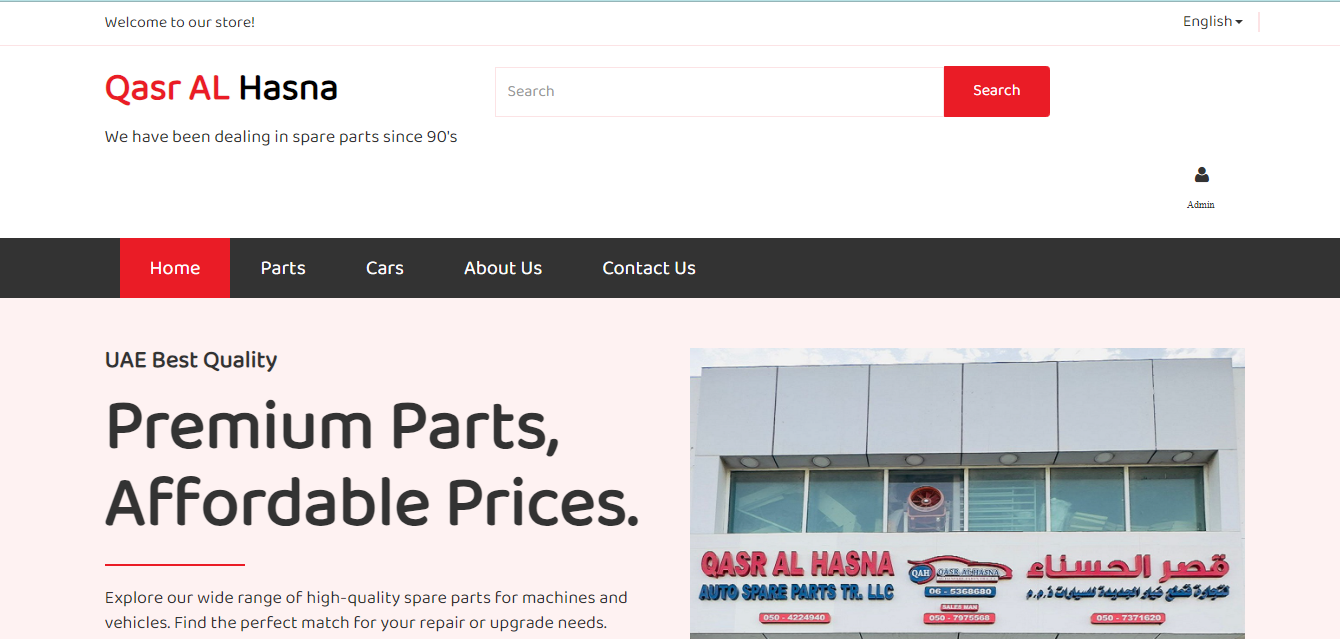 Welcome to our store!
English
Qasr AL Hasna
Search
Search
We have been dealing in spare parts since 90's
Admin
Home
Parts
Cars
About Us
Contact Us
UAE Best Quality
Premium Parts,
Affordable Prices.
Explore our wide range of high-quality spare parts for machines and
vehicles. Find the perfect match for your repair or upgrade needs.
QASR AL HASNA
AUTO SPARE PARTS TR. LLC
050 - 4224940
QAH QASR ALHASNA
06 - 5368680
SALES MAN
050 - 7975568
قصر الحسناء
لتجارة قطع غيار الجديدة للسيارات ذ.م.م
050 - 7371620